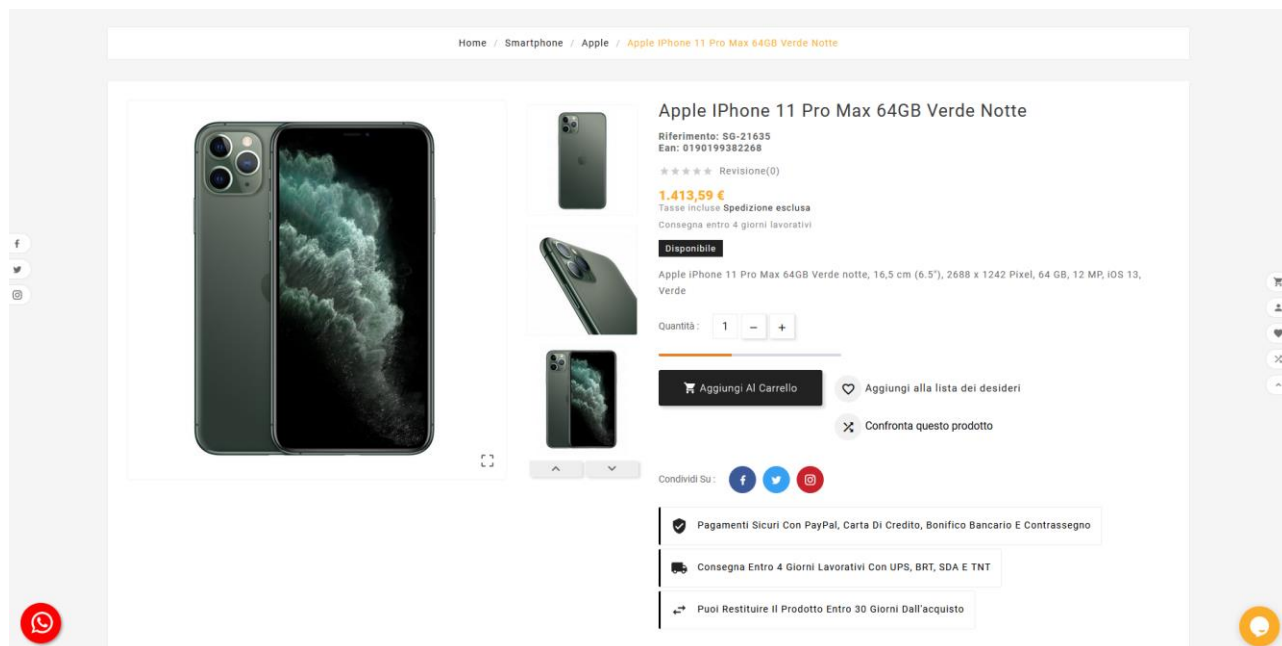 Home / Smartphone / Apple / Apple IPhone 11 Pro Max 64GB Verde Notte
Apple IPhone 11 Pro Max 64GB Verde Notte
Riferimento: SG-21635
Ean: 0190199382268
Revisione(0)
1.413,59 €
Tasse incluse Spedizione esclusa
Consegna entro 4 giorni lavorativi
Disponibile
Apple iPhone 11 Pro Max 64GB Verde notte, 16,5 cm (6.5"), 2688 x 1242 Pixel, 64 GB, 12 MP, iOS 13,
Verde
Quantità : 1 – +
Aggiungi Al Carrello
Aggiungi alla lista dei desideri
Confronta questo prodotto
Condividi Su :
Pagamenti Sicuri Con PayPal, Carta Di Credito, Bonifico Bancario E Contrassegno
Consegna Entro 4 Giorni Lavorativi Con UPS, BRT, SDA E TNT
Puoi Restituire Il Prodotto Entro 30 Giorni Dall'acquisto